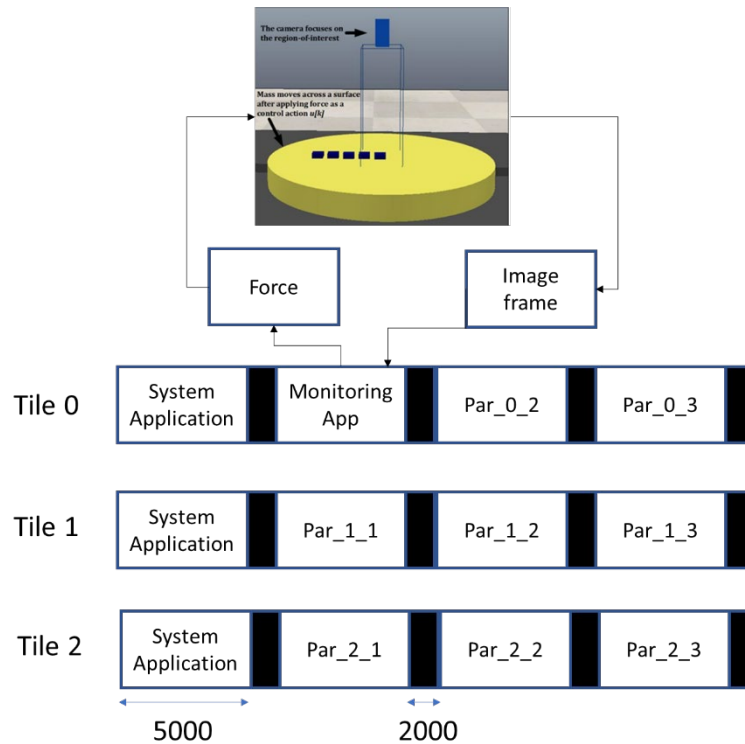 The camera focuses on
the region-of-interest
Mass moves across a surface
after applying force as a
control action u[k]
Force
Image
frame
Tile 0
System
Application
Monitoring
App
Par_0_2
Par_0_3
Tile 1
System
Application
Par_1_1
Par_1_2
Par_1_3
Tile 2
System
Application
Par_2_1
Par_2_2
Par_2_3
5000
2000